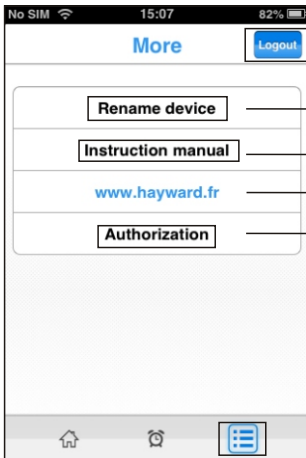 No SIM 15:07 82%
More Logout
Rename device
Instruction manual
www.hayward.fr
Authorization